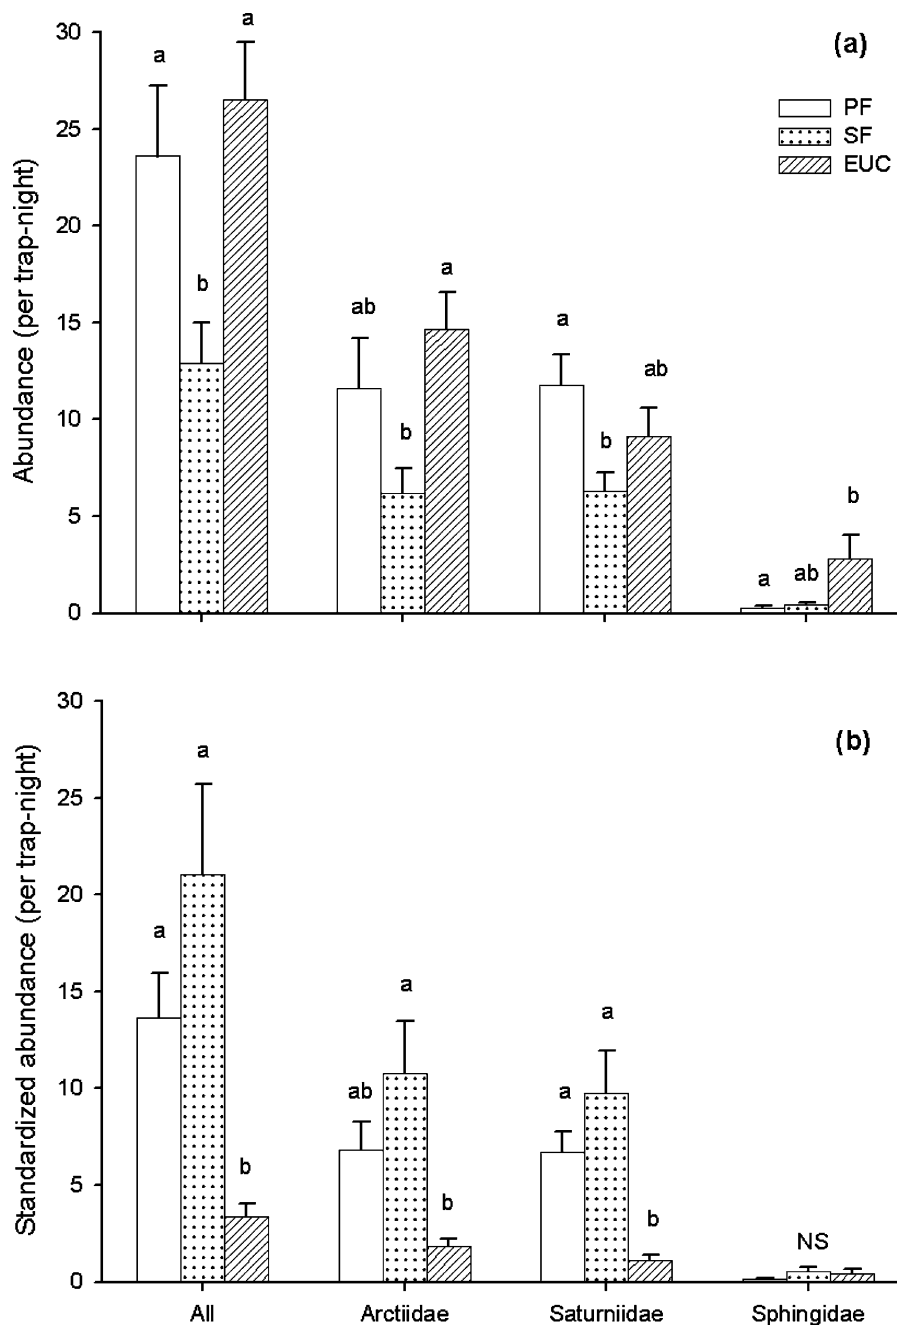 30
25
20
15
10
5
0
Abundance (per trap-night)
(a)
PF
SF
EUC
a
b
a
ab
b
a
a
b
ab
a
ab
b
30
25
20
15
10
5
0
Standardized abundance (per trap-night)
(b)
a
a
b
ab
a
b
a
a
b
NS
All
Arctiidae
Saturniidae
Sphingidae